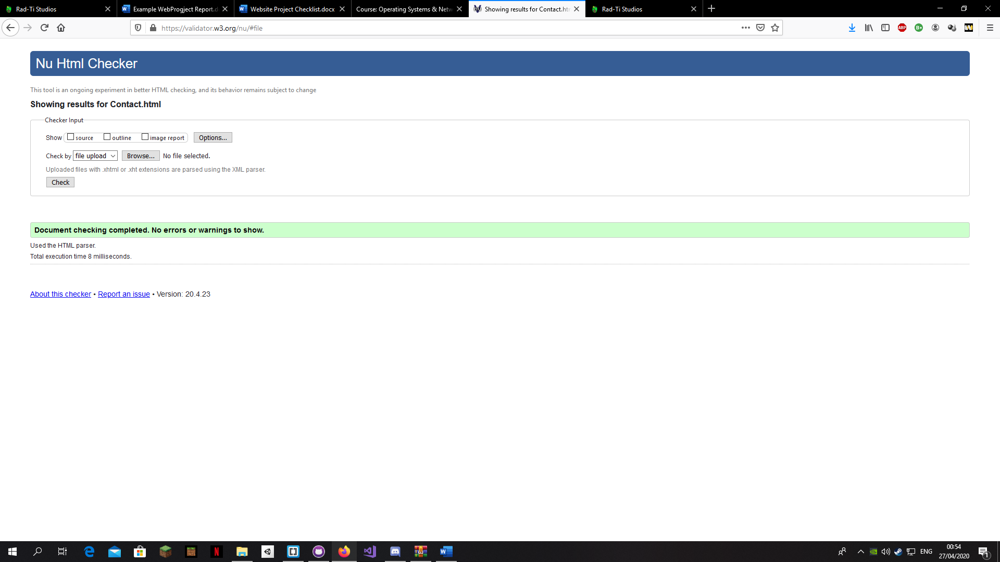 Rad-Ti Studios
Example WebProgject Report.d
Website Project Checklist.docx
Course: Operating Systems & Netw
Showing results for Contact.htm
Rad-Ti Studios
https://validator.w3.org/nu/#file
ABP
B+
Nu Html Checker
This tool is an ongoing experiment in better HTML checking, and its behavior remains subject to change
Showing results for Contact.html
Checker Input
Show source outline image report Options...
Check by file upload Browse... No file selected.
Uploaded files with .xhtml or .xht extensions are parsed using the XML parser.
Check
Document checking completed. No errors or warnings to show.
Used the HTML parser.
Total execution time 8 milliseconds.
About this checker • Report an issue • Version: 20.4.23
ENG
00:54
27/04/2020
1